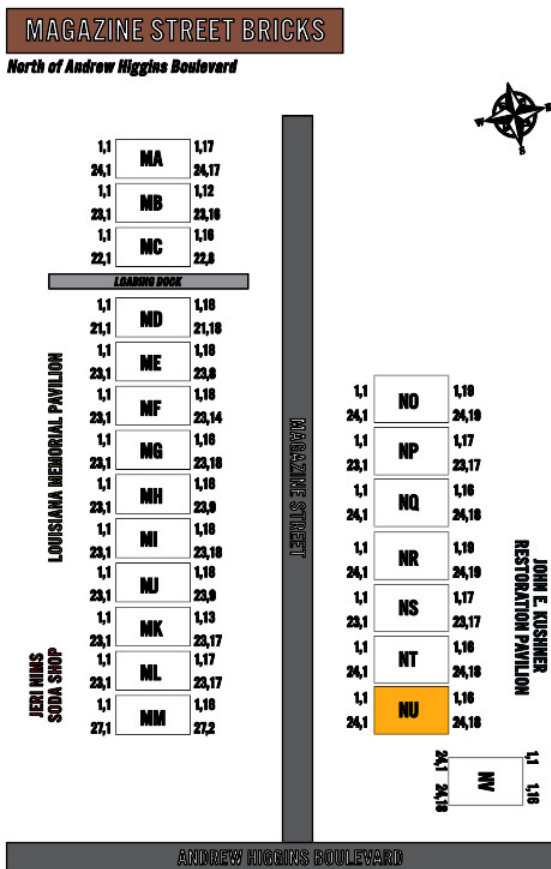 MAGAZINE STREET BRICKS
North of Andrew Higgins Boulevard
N
E
S
W
1,1 MA 1,17
24,1 24,17
1,1 MB 1,12
23,1 23,16
1,1 MC 1,16
22,1 22,8
LOADING DOCK
1,1 MD 1,18
21,1 21,18
1,1 ME 1,18
23,1 23,8
1,1 MF 1,18
23,1 23,14
1,1 MG 1,16
23,1 23,18
1,1 MH 1,18
23,1 23,9
1,1 MI 1,18
23,1 23,18
1,1 MJ 1,18
23,1 23,9
1,1 MK 1,13
23,1 23,17
1,1 ML 1,17
23,1 23,17
1,1 MM 1,18
27,1 27,2
LOUISIANA MEMORIAL PAVILION
JERI NIMS
SODA SHOP
MAGAZINE STREET
1,1 NO 1,19
24,1 24,19
1,1 NP 1,17
23,1 23,17
1,1 NQ 1,16
24,1 24,18
1,1 NR 1,19
24,1 24,19
1,1 NS 1,17
23,1 23,17
1,1 NT 1,16
24,1 24,18
1,1 NU 1,16
24,1 24,18
1,1 NV 1,18
24,1 24,18
JOHN E. KUSHNER
RESTORATION PAVILION
ANDREW HIGGINS BOULEVARD